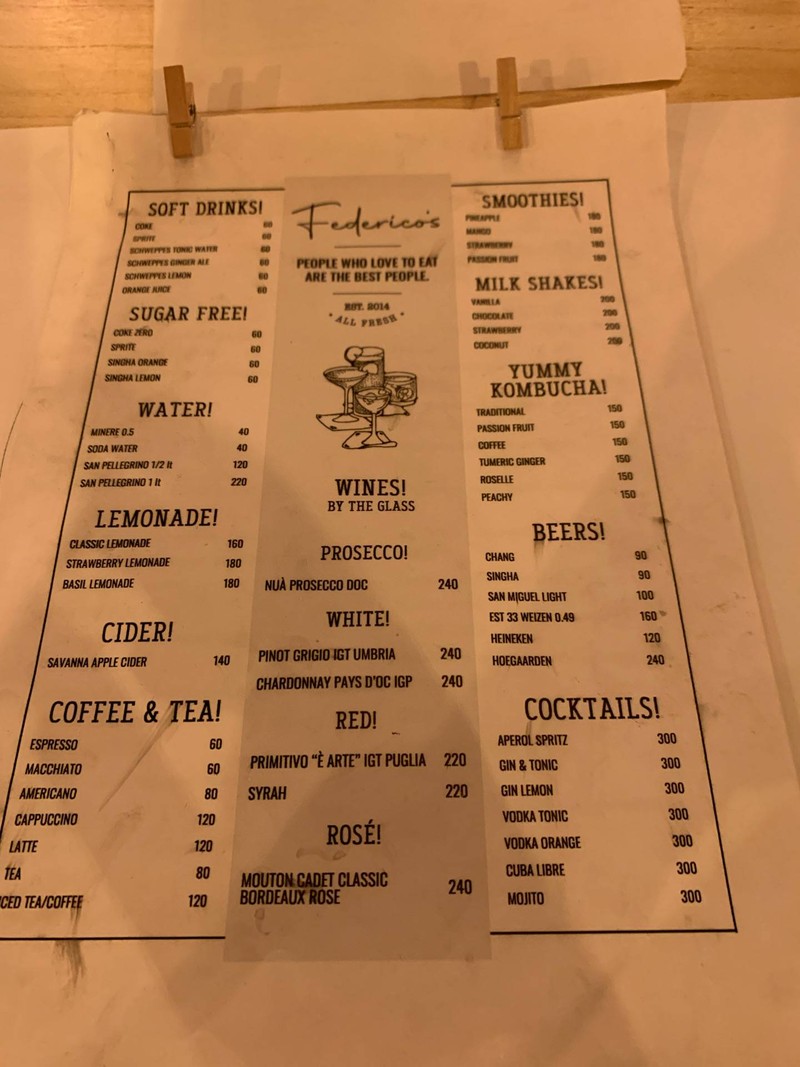 SOFT DRINKS!
COKE 60
SPRITE 60
SCHWEPPES TONIC WATER 60
SCHWEPPES GINGER ALE 60
SCHWEPPES LEMON 60
ORANGE JUICE 60
SUGAR FREE!
COKE ZERO 60
SPRITE 60
SINGHA ORANGE 60
SINGHA LEMON 60
WATER!
MINERE 0.5 40
SODA WATER 40
SAN PELLEGRINO 1/2 lt 120
SAN PELLEGRINO 1 lt 220
LEMONADE!
CLASSIC LEMONADE 160
STRAWBERRY LEMONADE 180
BASIL LEMONADE 180
CIDER!
SAVANNA APPLE CIDER 140
COFFEE & TEA!
ESPRESSO 60
MACCHIATO 60
AMERICANO 80
CAPPUCCINO 120
LATTE 120
TEA 80
ICED TEA/COFFEE 120
Federico's
PEOPLE WHO LOVE TO EAT
ARE THE BEST PEOPLE.
EST. 2014
• ALL FRESH •
WINES!
BY THE GLASS
PROSECCO!
NUÀ PROSECCO DOC 240
WHITE!
PINOT GRIGIO IGT UMBRIA 240
CHARDONNAY PAYS D'OC IGP 240
RED!
PRIMITIVO “È ARTE” IGT PUGLIA 220
SYRAH 220
ROSÉ!
MOUTON CADET CLASSIC
BORDEAUX ROSE 240
SMOOTHIES!
PINEAPPLE 180
MANGO 180
STRAWBERRY 180
PASSION FRUIT 180
MILK SHAKES!
VANILLA 200
CHOCOLATE 200
STRAWBERRY 200
COCONUT 250
YUMMY
KOMBUCHA!
TRADITIONAL 150
PASSION FRUIT 150
COFFEE 150
TUMERIC GINGER 150
ROSELLE 150
PEACHY 150
BEERS!
CHANG 90
SINGHA 90
SAN MIGUEL LIGHT 100
EST 33 WEIZEN 0.49 160
HEINEKEN 120
HOEGAARDEN 240
COCKTAILS!
APEROL SPRITZ 300
GIN & TONIC 300
GIN LEMON 300
VODKA TONIC 300
VODKA ORANGE 300
CUBA LIBRE 300
MOJITO 300